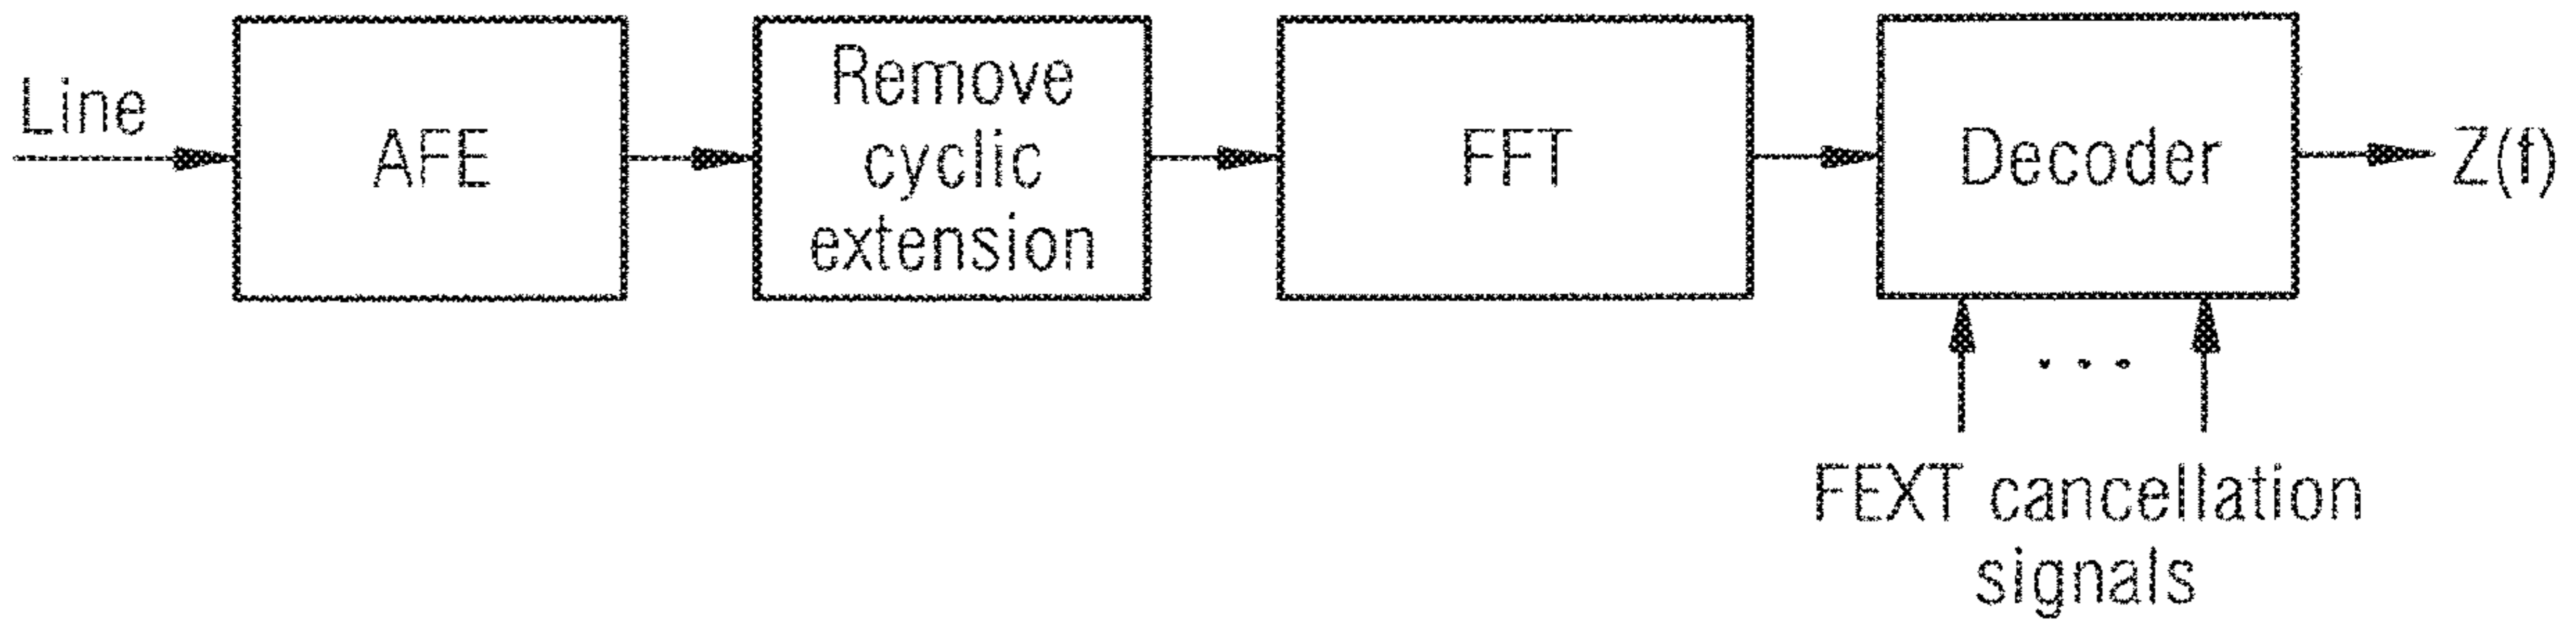 Line
AFE
Remove
cyclic
extension
FFT
Decoder
Z(f)
...
FEXT cancellation
signals